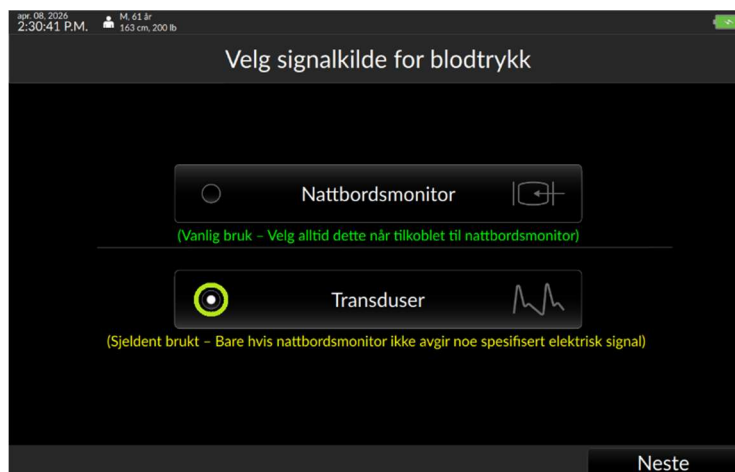 apr. 08, 2026
2:30:41 P.M.
M, 61 år
163 cm, 200 lb
Velg signalkilde for blodtrykk
Nattbordsmonitor
(Vanlig bruk – Velg alltid dette når tilkoblet til nattbordsmonitor)
Transduser
(Sjeldent brukt – Bare hvis nattbordsmonitor ikke avgir noe spesifisert elektrisk signal)
Neste